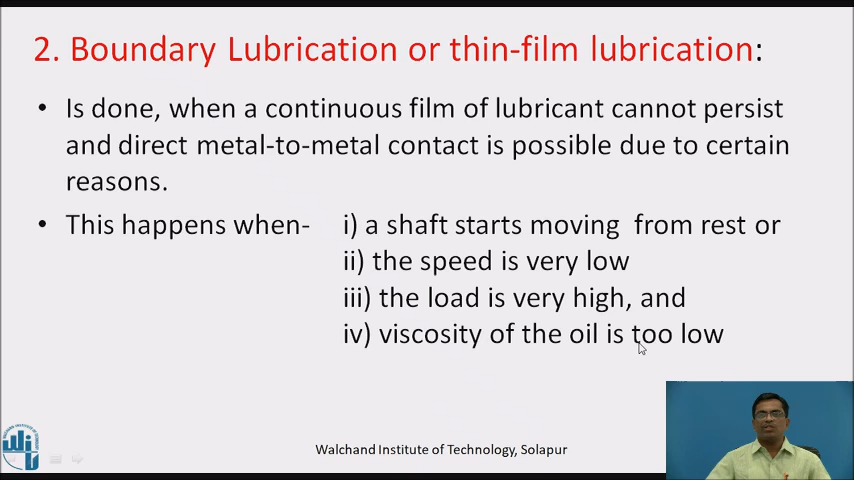 2. Boundary Lubrication or thin-film lubrication:
• Is done, when a continuous film of lubricant cannot persist
and direct metal-to-metal contact is possible due to certain
reasons.
• This happens when- i) a shaft starts moving from rest or
ii) the speed is very low
iii) the load is very high, and
iv) viscosity of the oil is too low
Walchand Institute of Technology, Solapur